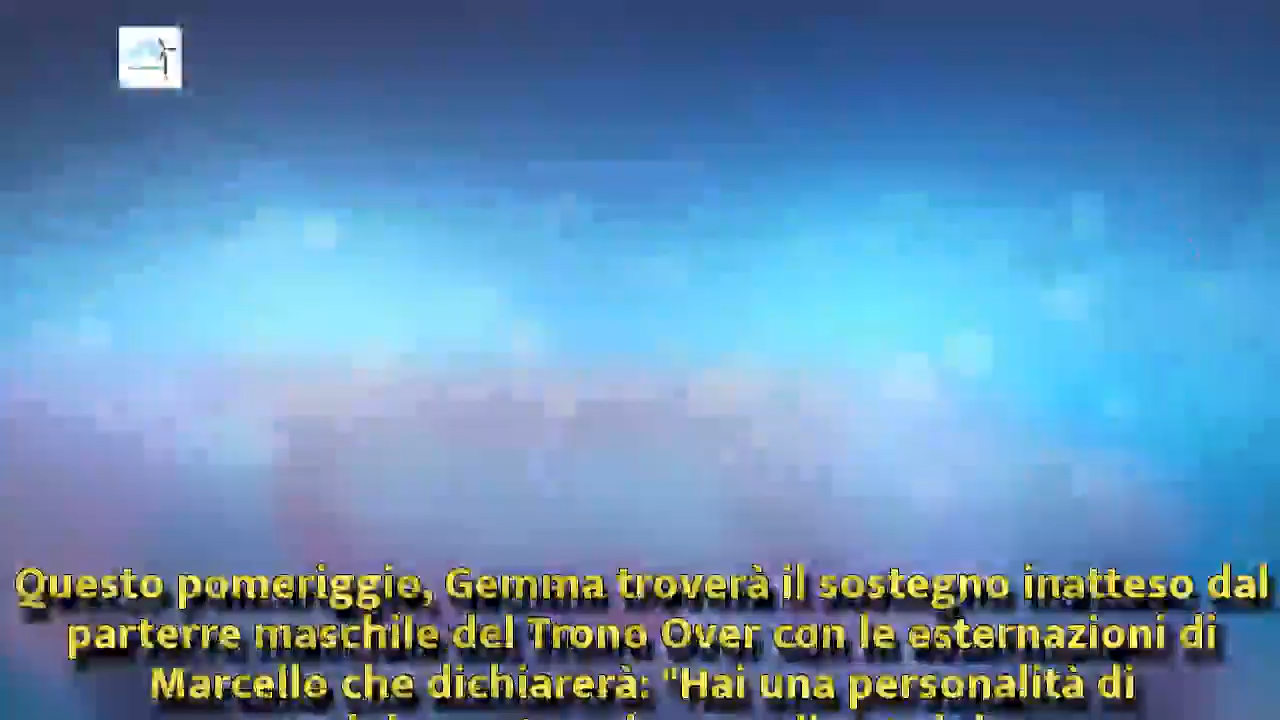 Questo pomeriggio, Gemma troverà il sostegno inatteso dal
parterre maschile del Trono Over con le esternazioni di
Marcello che dichiarerà: "Hai una personalità di